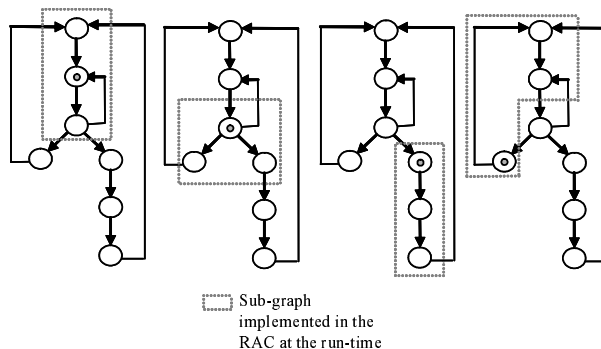 Sub-graph
implemented in the
RAC at the run-time